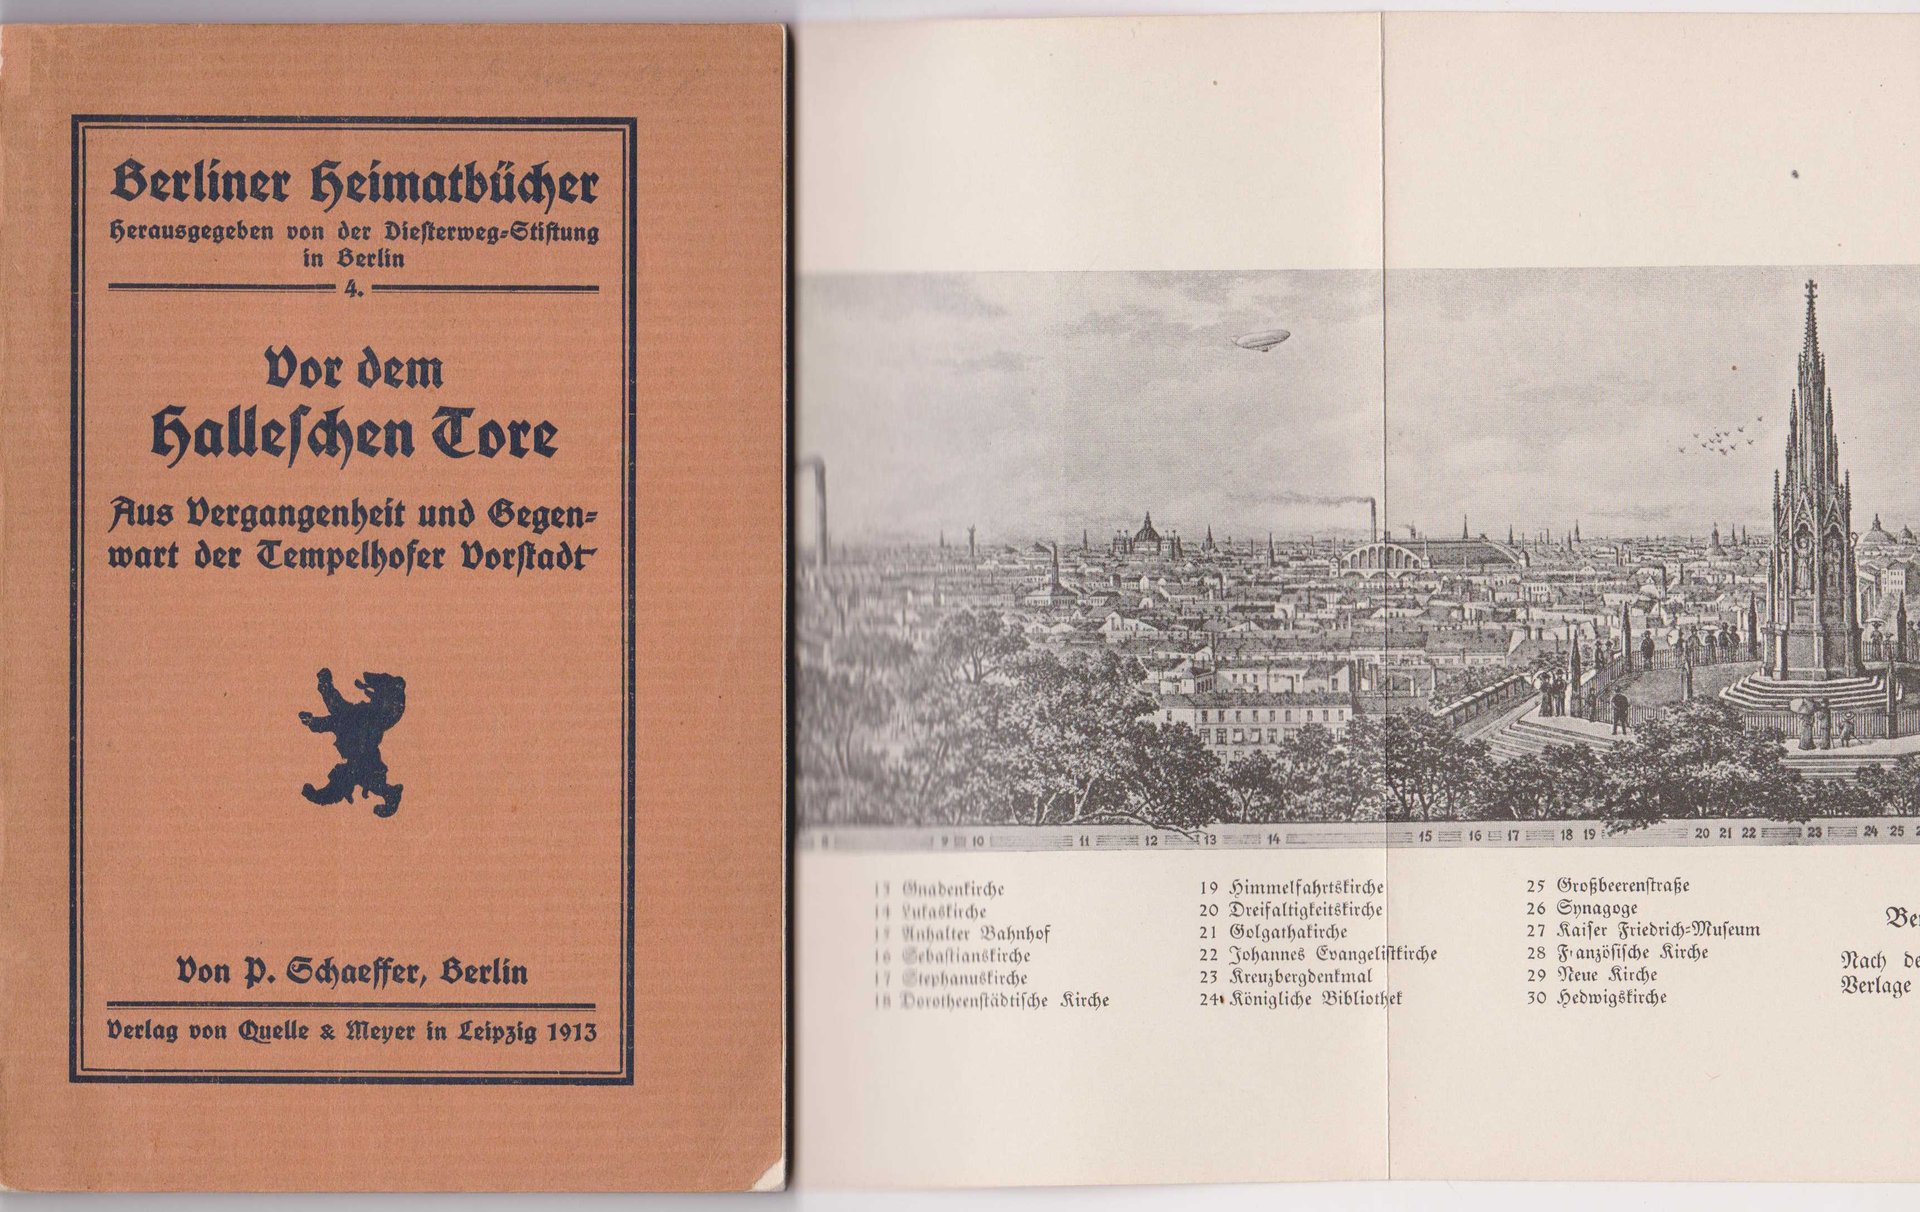 Berliner Heimatbücher
Herausgegeben von der Diesterweg-Stiftung
in Berlin
4.
Vor dem
Halleschen Tore
Aus Vergangenheit und Gegen-
wart der Tempelhofer Vorstadt
Von P. Schaeffer, Berlin
Verlag von Quelle & Meyer in Leipzig 1913
8 9 10 11 12 13 14 15 16 17 18 19 20 21 22 23 24 25
13 Gnadenkirche
14 Lukaskirche
15 Anhalter Bahnhof
16 Sebastianskirche
17 Stephanuskirche
18 Dorotheenstädtische Kirche
19 Himmelfahrtskirche
20 Dreifaltigkeitskirche
21 Golgathakirche
22 Johannes Evangelistkirche
23 Kreuzbergdenkmal
24 Königliche Bibliothek
25 Großbeerenstraße
26 Synagoge
27 Kaiser Friedrich-Museum
28 Französische Kirche
29 Neue Kirche
30 Hedwigskirche
Nach
Verlage